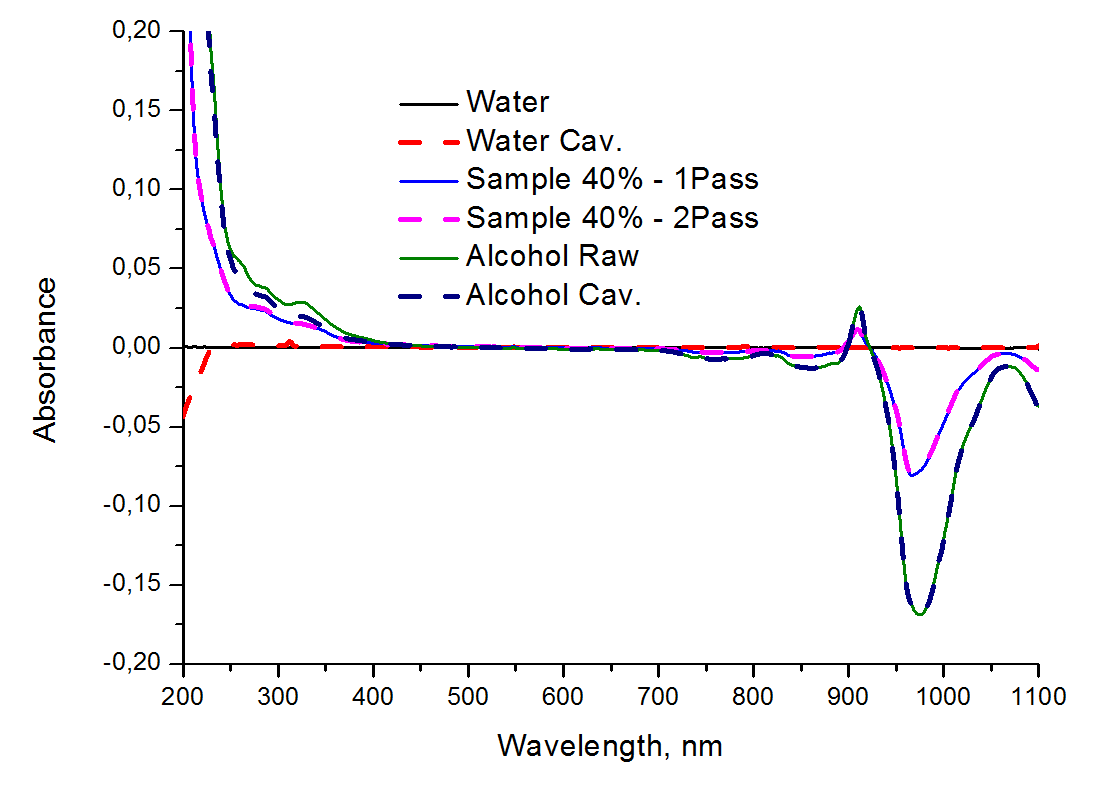 0,20
0,15
0,10
0,05
0,00
-0,05
-0,10
-0,15
-0,20
Absorbance
Water
Water Cav.
Sample 40% - 1Pass
Sample 40% - 2Pass
Alcohol Raw
Alcohol Cav.
200 300 400 500 600 700 800 900 1000 1100
Wavelength, nm